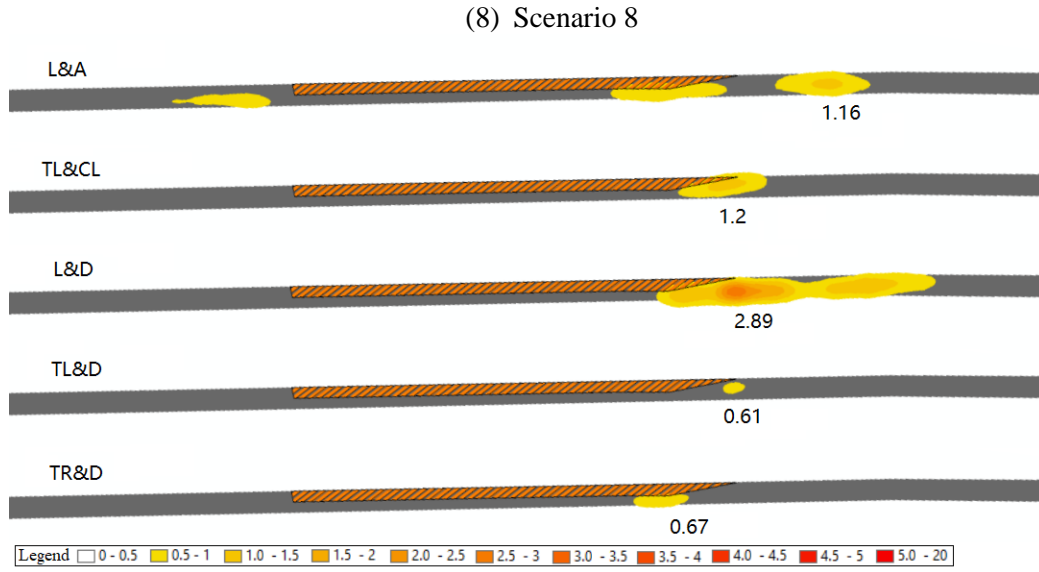 (8) Scenario 8
L&A
1.16
TL&CL
1.2
L&D
2.89
TL&D
0.61
TR&D
0.67
Legend 0 - 0.5 0.5 - 1 1.0 - 1.5 1.5 - 2 2.0 - 2.5 2.5 - 3 3.0 - 3.5 3.5 - 4 4.0 - 4.5 4.5 - 5 5.0 - 20